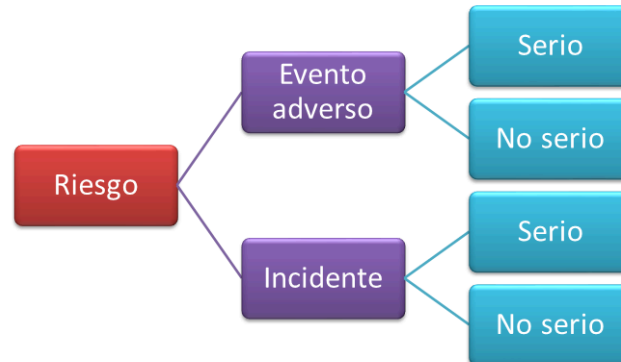 Riesgo
Evento
adverso
Serio
No serio
Incidente
Serio
No serio